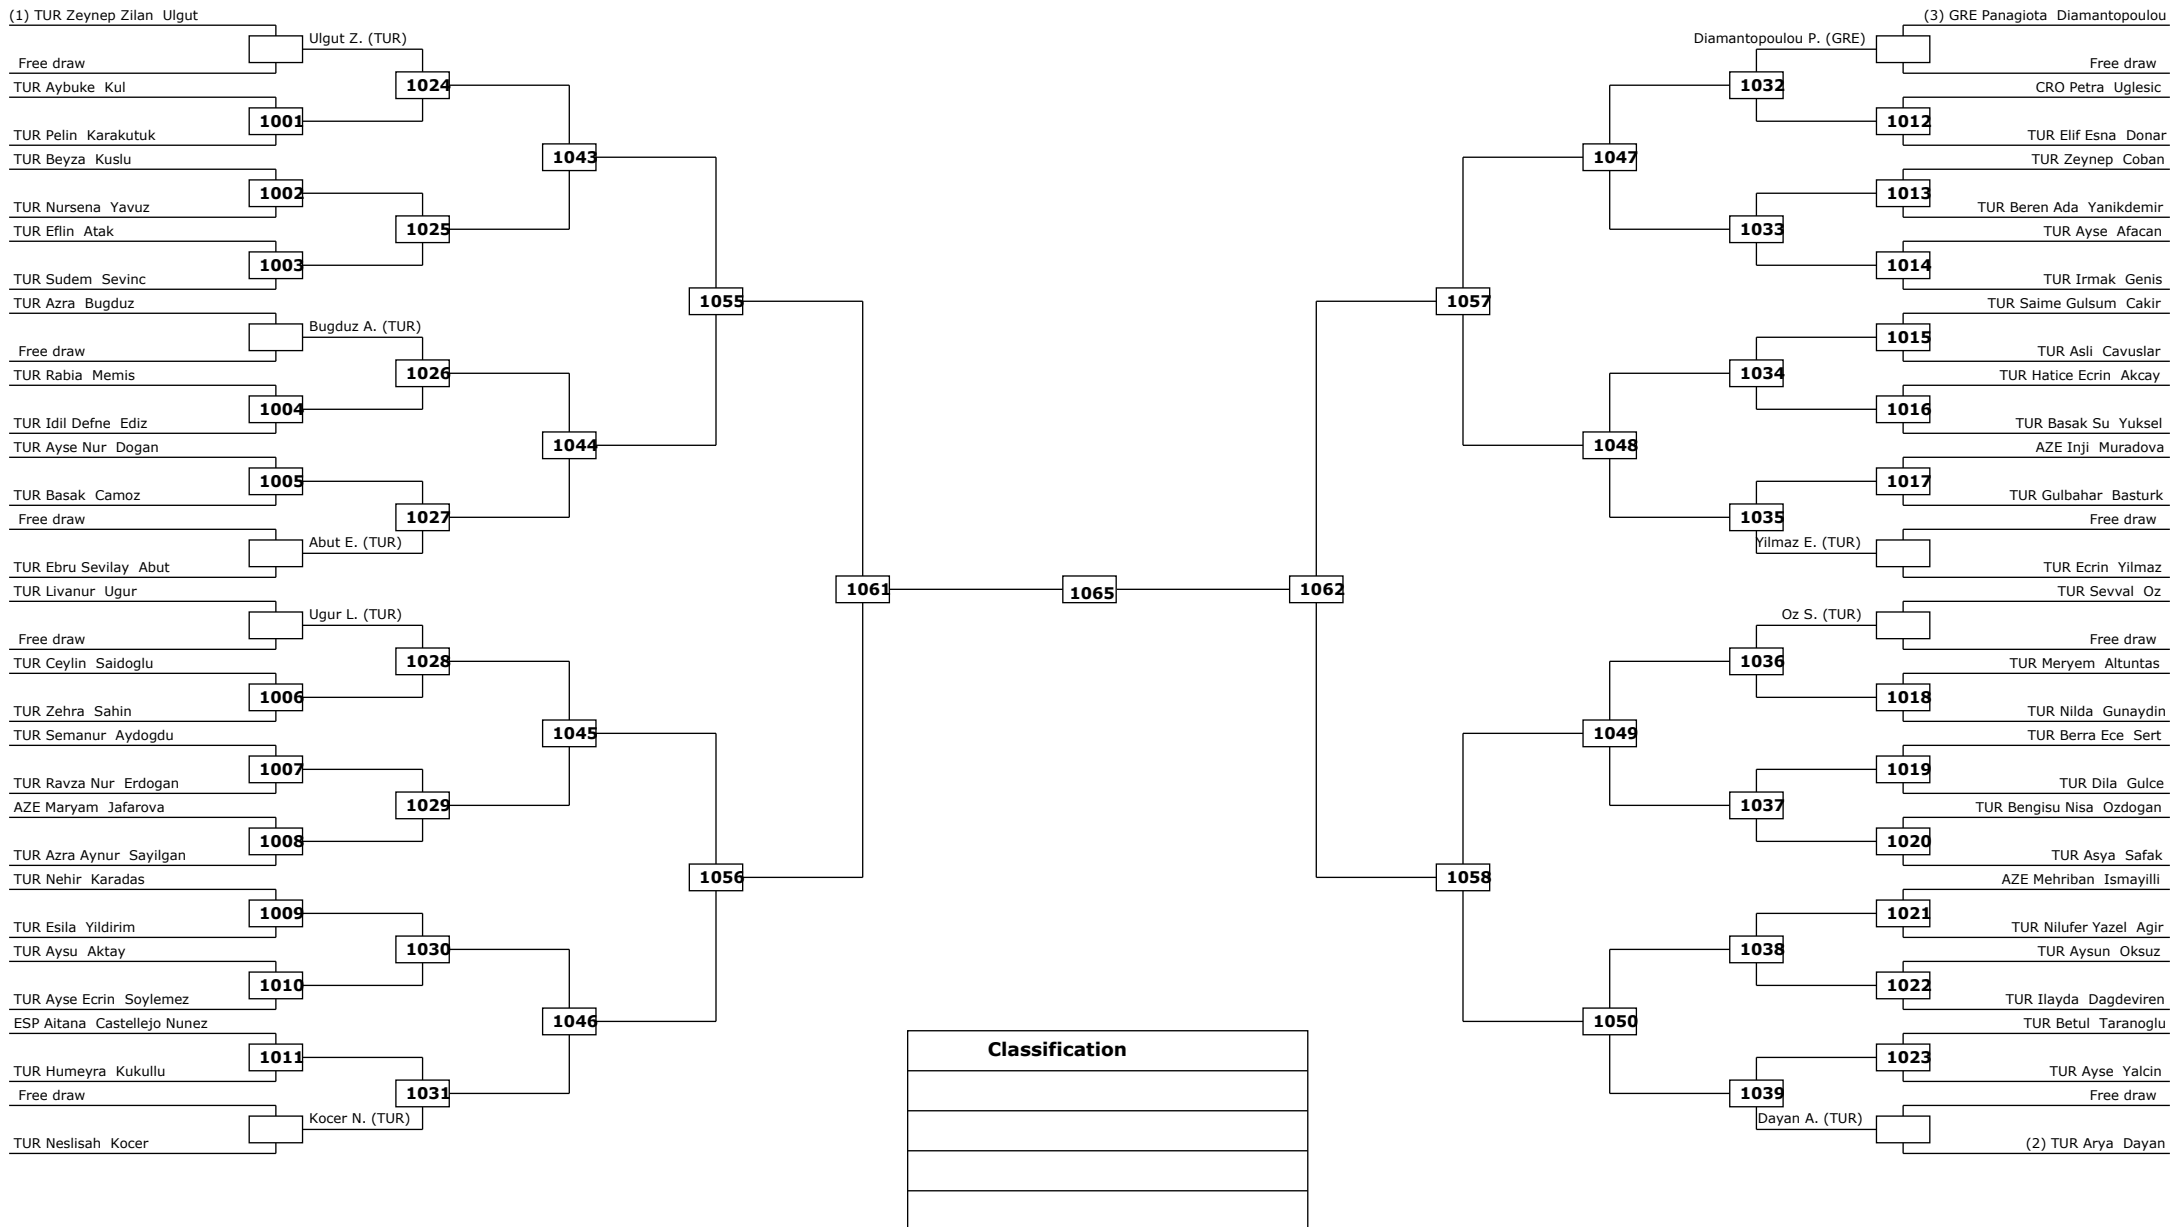 (1) TUR Zeynep Zilan Ulgut
Ulgut Z. (TUR)
Free draw
1024
TUR Aybuke Kul
1001
TUR Pelin Karakutuk
1043
TUR Beyza Kuslu
1002
TUR Nursena Yavuz
1025
TUR Eflin Atak
1003
TUR Sudem Sevinc
1055
TUR Azra Bugduz
Bugduz A. (TUR)
Free draw
1026
TUR Rabia Memis
1004
TUR Idil Defne Ediz
1044
TUR Ayse Nur Dogan
1005
TUR Basak Camoz
1027
Free draw
Abut E. (TUR)
TUR Ebru Sevilay Abut
1061
TUR Livanur Ugur
Ugur L. (TUR)
Free draw
1028
TUR Ceylin Saidoglu
1006
TUR Zehra Sahin
1045
TUR Semanur Aydogdu
1007
TUR Ravza Nur Erdogan
1029
AZE Maryam Jafarova
1008
TUR Azra Aynur Sayilgan
1056
TUR Nehir Karadas
1009
TUR Esila Yildirim
1030
TUR Aysu Aktay
1010
TUR Ayse Ecrin Soylemez
1046
ESP Aitana Castellejo Nunez
1011
TUR Humeyra Kukullu
1031
Free draw
Kocer N. (TUR)
TUR Neslisah Kocer
1065
(3) GRE Panagiota Diamantopoulou
Diamantopoulou P. (GRE)
Free draw
1032
CRO Petra Uglesic
1012
TUR Elif Esna Donar
1047
TUR Zeynep Coban
1013
TUR Beren Ada Yanikdemir
1033
TUR Ayse Afacan
1014
TUR Irmak Genis
1057
TUR Saime Gulsum Cakir
1015
TUR Asli Cavuslar
1034
TUR Hatice Ecrin Akcay
1016
TUR Basak Su Yuksel
1048
AZE Inji Muradova
1017
TUR Gulbahar Basturk
1035
Free draw
Yilmaz E. (TUR)
TUR Ecrin Yilmaz
1062
TUR Sevval Oz
Oz S. (TUR)
Free draw
1036
TUR Meryem Altuntas
1018
TUR Nilda Gunaydin
1049
TUR Berra Ece Sert
1019
TUR Dila Gulce
1037
TUR Bengisu Nisa Ozdogan
1020
TUR Asya Safak
1058
AZE Mehriban Ismayilli
1021
TUR Nilufer Yazel Agir
1038
TUR Aysun Oksuz
1022
TUR Ilayda Dagdeviren
1050
TUR Betul Taranoglu
1023
TUR Ayse Yalcin
1039
Free draw
Dayan A. (TUR)
(2) TUR Arya Dayan
Classification